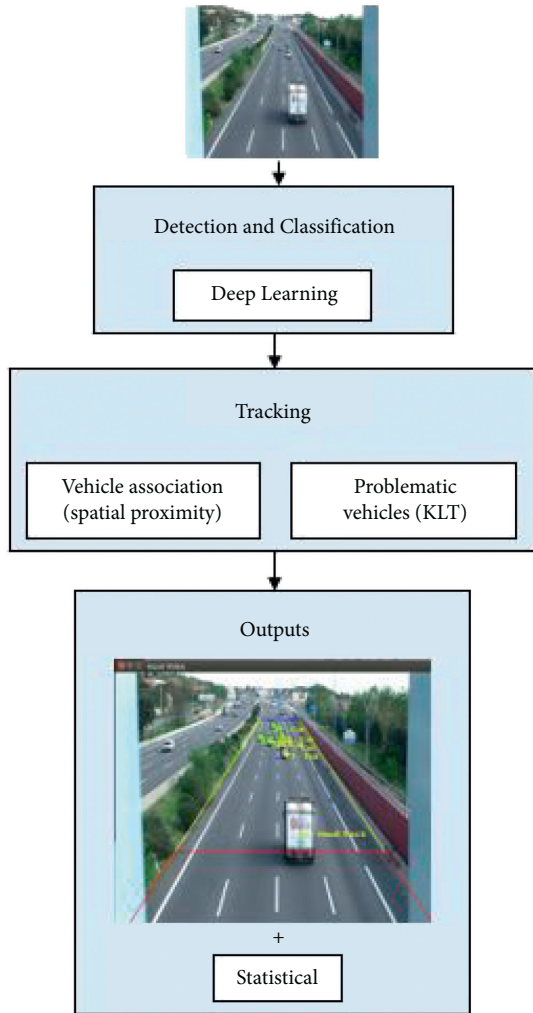 Detection and Classification
Deep Learning
Tracking
Vehicle association
(spatial proximity)
Problematic
vehicles (KLT)
Outputs
+
Statistical